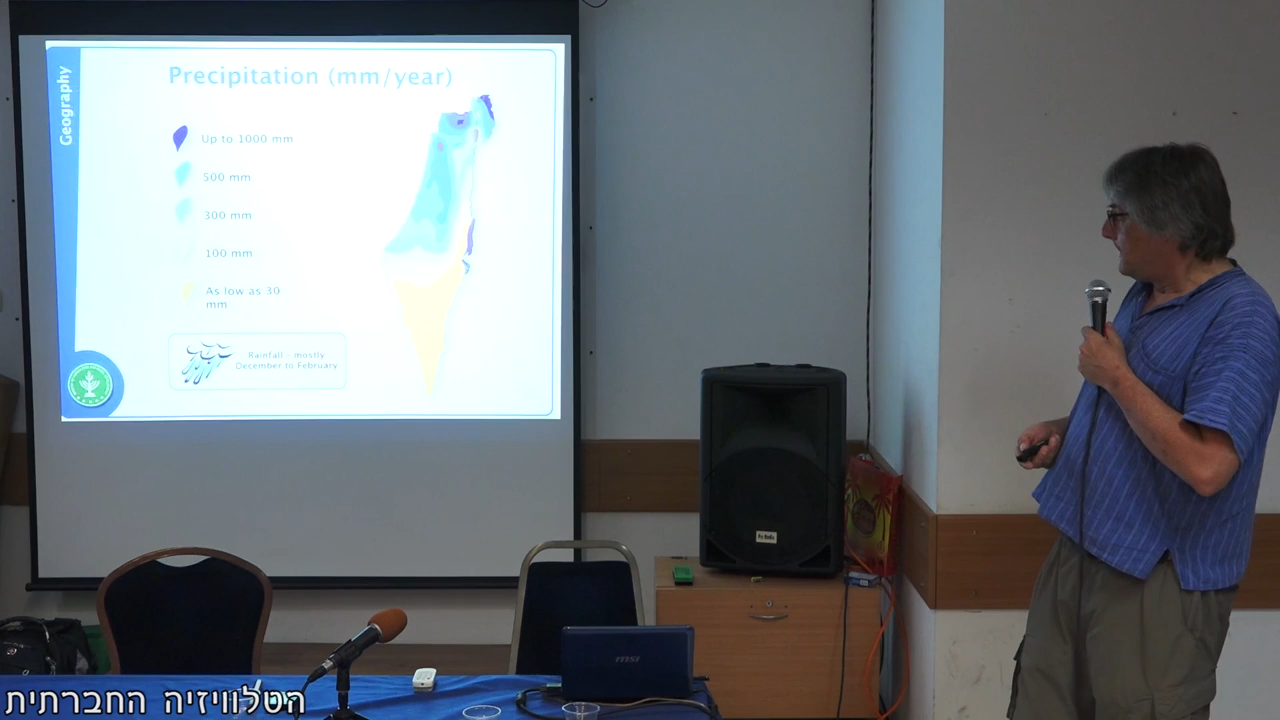 Geography
Precipitation (mm/year)
Up to 1000 mm
500 mm
300 mm
100 mm
As low as 30
mm
Rainfall - mostly
December to February
msi
הטלוויזיה החברתית